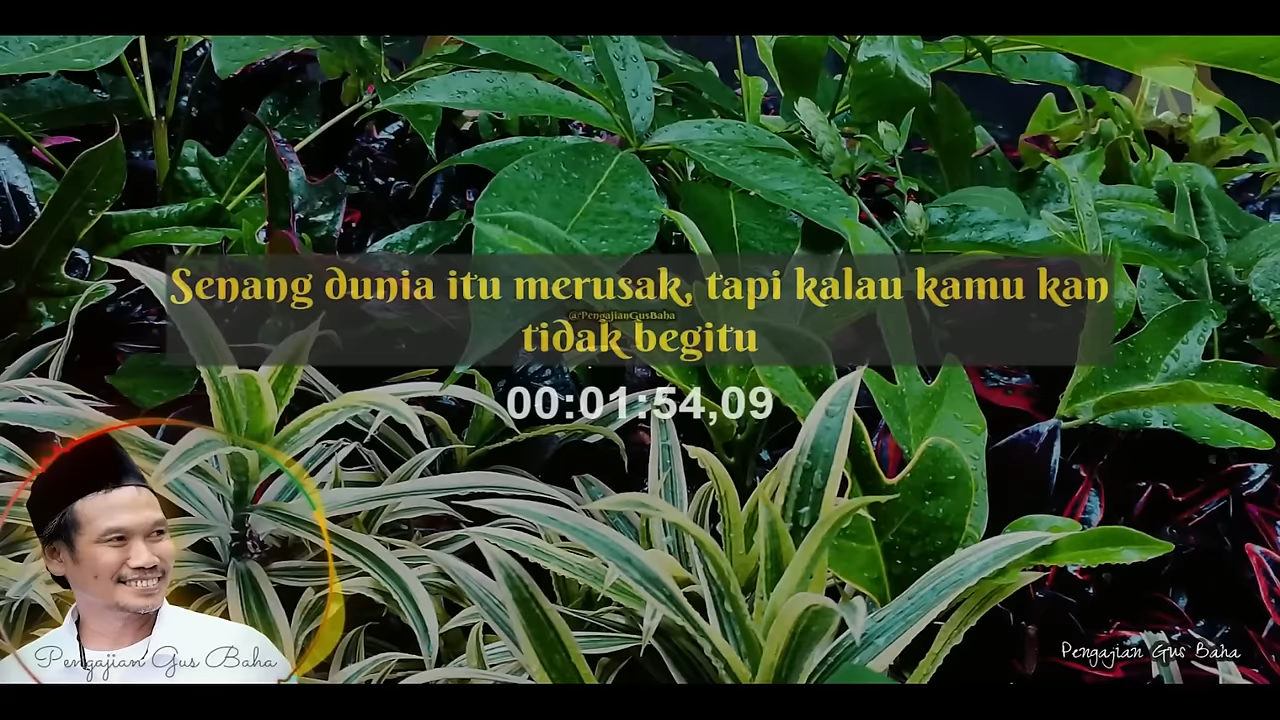 Senang dunia itu merusak, tapi kalau kamu kan
@PengajianGusBaha
tidak begitu
00:01:54,09
Pengajian Gus Baha
Pengajian Gus Baha